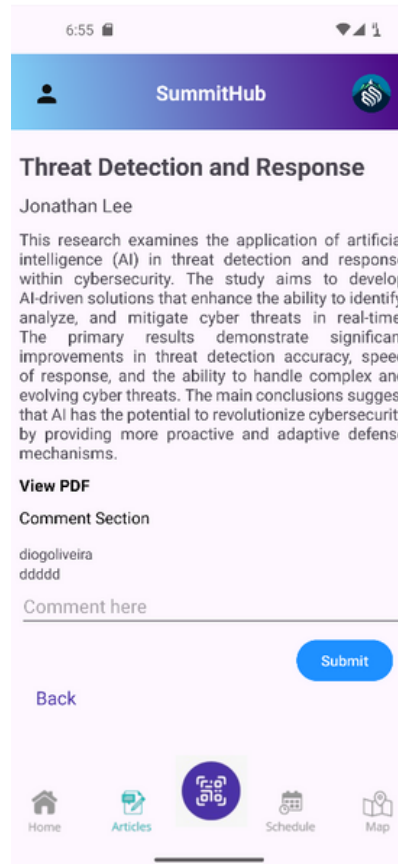 6:55
SummitHub
Threat Detection and Response
Jonathan Lee
This research examines the application of artificia
intelligence (AI) in threat detection and respons
within cybersecurity. The study aims to develop
AI-driven solutions that enhance the ability to identify
analyze, and mitigate cyber threats in real-time
The primary results demonstrate significan
improvements in threat detection accuracy, speed
of response, and the ability to handle complex and
evolving cyber threats. The main conclusions sugges
that AI has the potential to revolutionize cybersecurit
by providing more proactive and adaptive defense
mechanisms.
View PDF
Comment Section
diogoliveira
ddddd
Comment here
Submit
Back
Home Articles Schedule Map